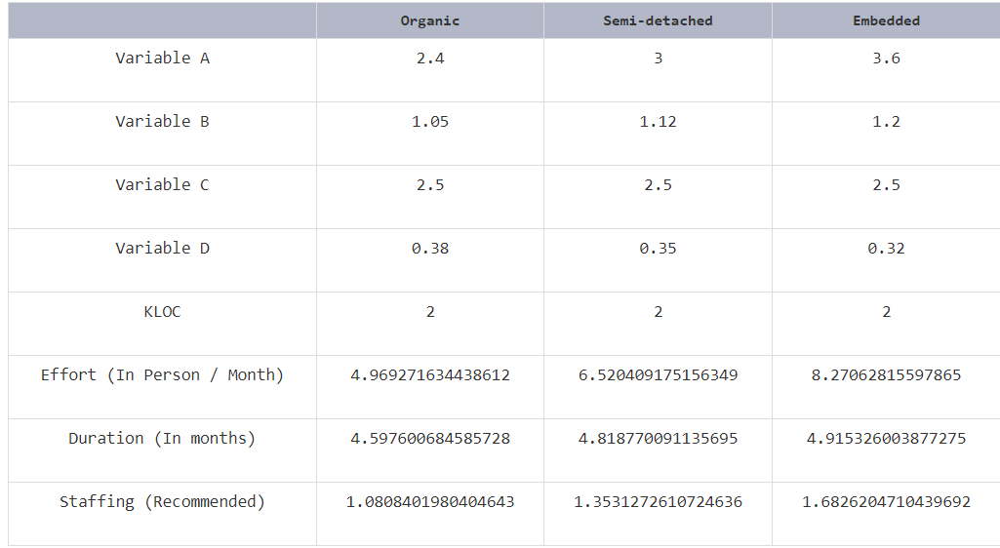 Organic Semi-detached Embedded
Variable A 2.4 3 3.6
Variable B 1.05 1.12 1.2
Variable C 2.5 2.5 2.5
Variable D 0.38 0.35 0.32
KLOC 2 2 2
Effort (In Person / Month) 4.969271634438612 6.520409175156349 8.27062815597865
Duration (In months) 4.597600684585728 4.818770091135695 4.915326003877275
Staffing (Recommended) 1.0808401980404643 1.3531272610724636 1.6826204710439692